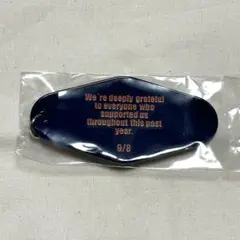 We're deeply grateful
to everyone who
supported us
throughout this past
year.
9/8